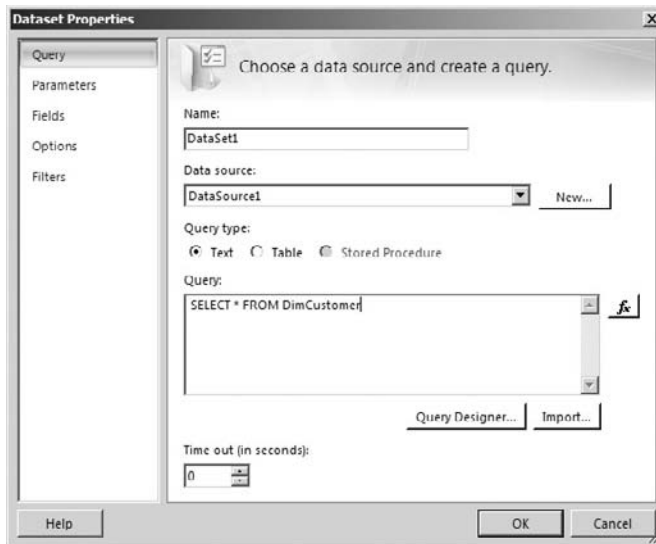 Dataset Properties
Query
Parameters
Fields
Options
Filters
Choose a data source and create a query.
Name:
DataSet1
Data source:
DataSource1
New...
Query type:
Text
Table
Stored Procedure
Query:
SELECT * FROM DimCustomer
fx
Query Designer...
Import...
Time out (in seconds):
0
Help
OK
Cancel